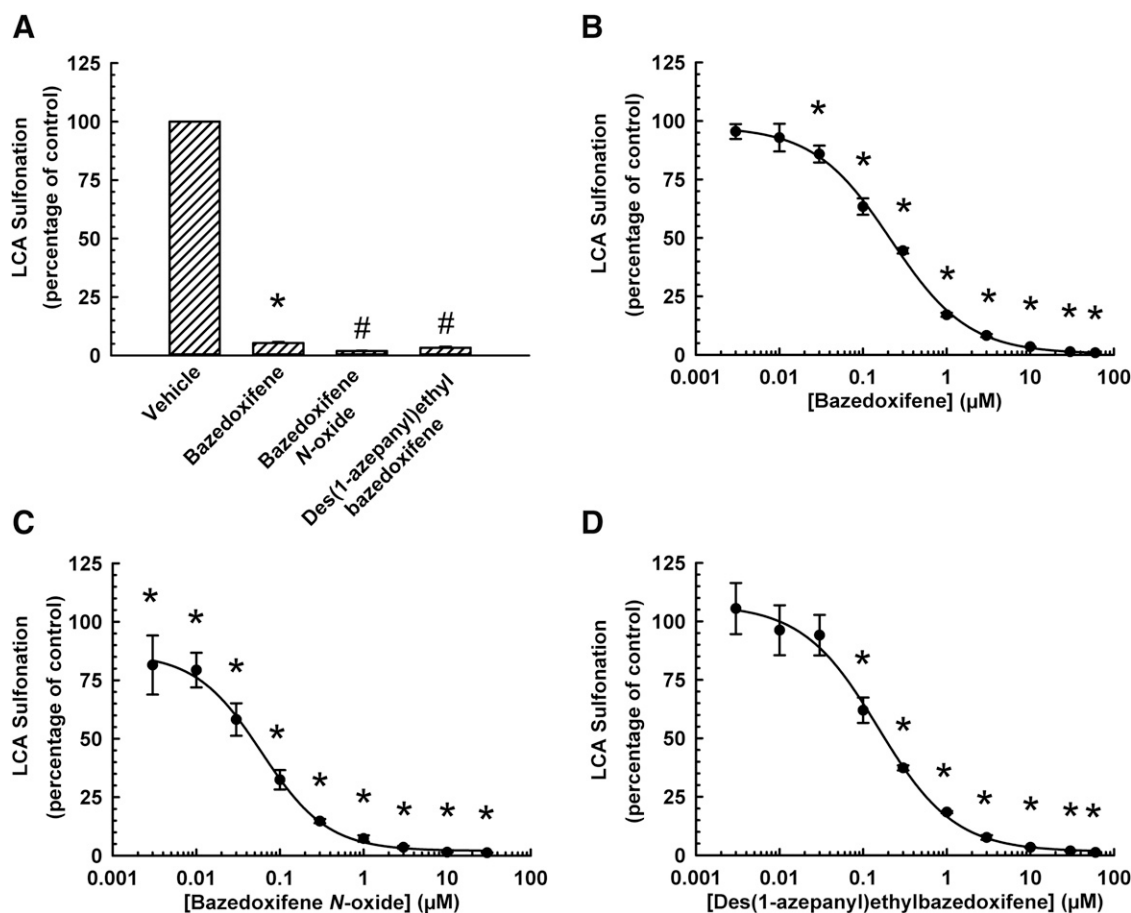 A
LCA Sulfonation
(percentage of control)
125
100
75
50
25
0
*
#
#
Vehicle
Bazedoxifene
Bazedoxifene
N-oxide
Des(1-azepanyl)ethyl
bazedoxifene
B
LCA Sulfonation
(percentage of control)
125
100
75
50
25
0
* * * * * * * * *
0.001 0.01 0.1 1 10 100
[Bazedoxifene] (µM)
C
LCA Sulfonation
(percentage of control)
125
100
75
50
25
0
* * * * * * * * *
0.001 0.01 0.1 1 10 100
[Bazedoxifene N-oxide] (µM)
D
LCA Sulfonation
(percentage of control)
125
100
75
50
25
0
* * * * * * *
0.001 0.01 0.1 1 10 100
[Des(1-azepanyl)ethylbazedoxifene] (µM)